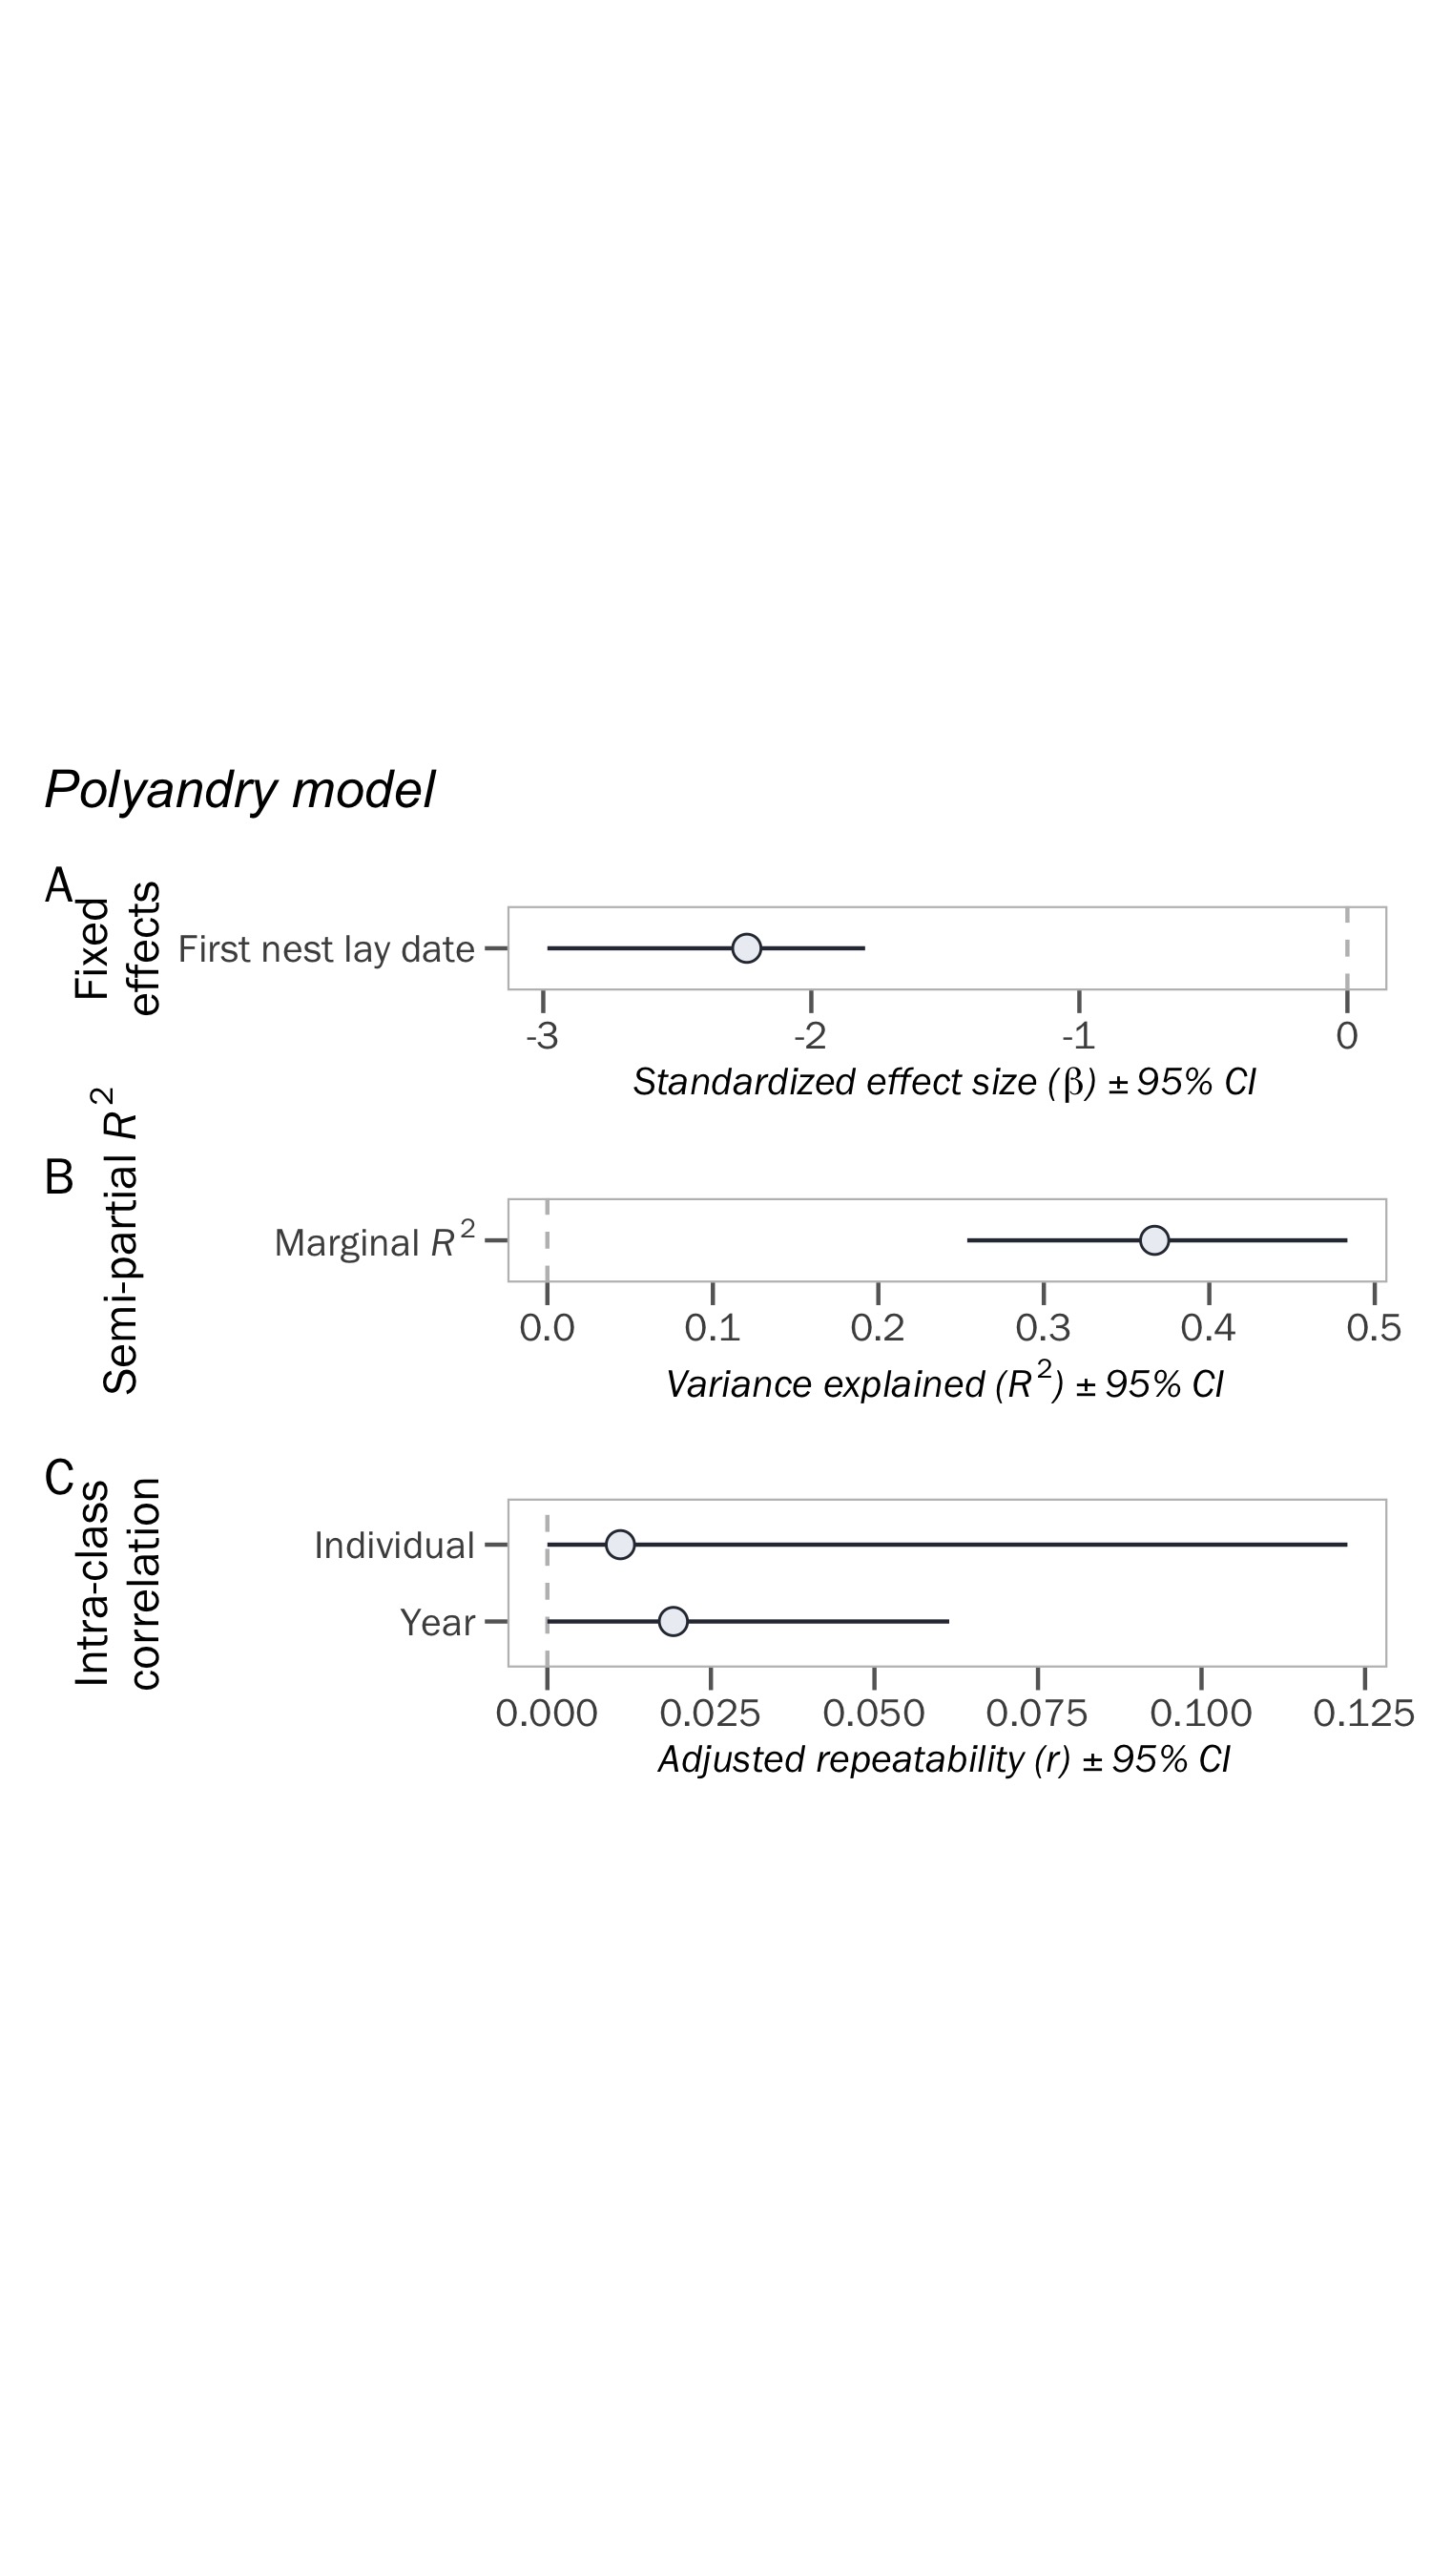 Polyandry model
A
Fixed
effects
First nest lay date
-3 -2 -1 0
Standardized effect size (β) ± 95% CI
B
Semi-partial R²
Marginal R²
0.0 0.1 0.2 0.3 0.4 0.5
Variance explained (R²) ± 95% CI
C
Intra-class
correlation
Individual
Year
0.000 0.025 0.050 0.075 0.100 0.125
Adjusted repeatability (r) ± 95% CI